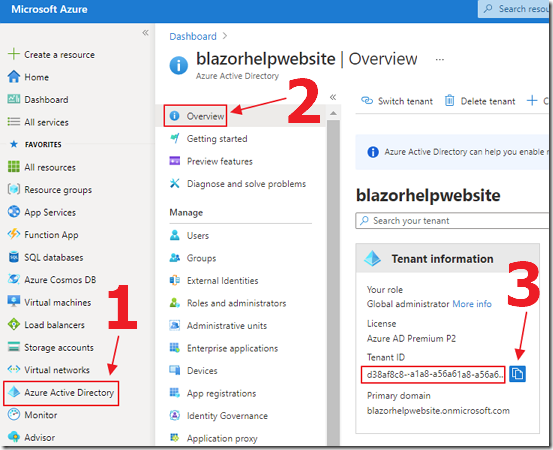 Microsoft Azure
Search resou
«
Create a resource
Home
Dashboard
All services
FAVORITES
All resources
Resource groups
App Services
Function App
SQL databases
Azure Cosmos DB
Virtual machines
Load balancers
Storage accounts
Virtual networks
Azure Active Directory
Monitor
Advisor
1
Dashboard >
blazorhelpwebsite | Overview ...
Azure Active Directory
«
Overview
Getting started
Preview features
Diagnose and solve problems
Manage
Users
Groups
External Identities
Roles and administrators
Administrative units
Enterprise applications
Devices
App registrations
Identity Governance
Application proxy
2
Switch tenant
Delete tenant
+ C
Azure Active Directory can help you enable r
blazorhelpwebsite
Search your tenant
Tenant information
Your role
Global administrator More info
License
Azure AD Premium P2
Tenant ID
d38af8c8--a1a8-a56a61a8-a56a6..
Primary domain
blazorhelpwebsite.onmicrosoft.com
3